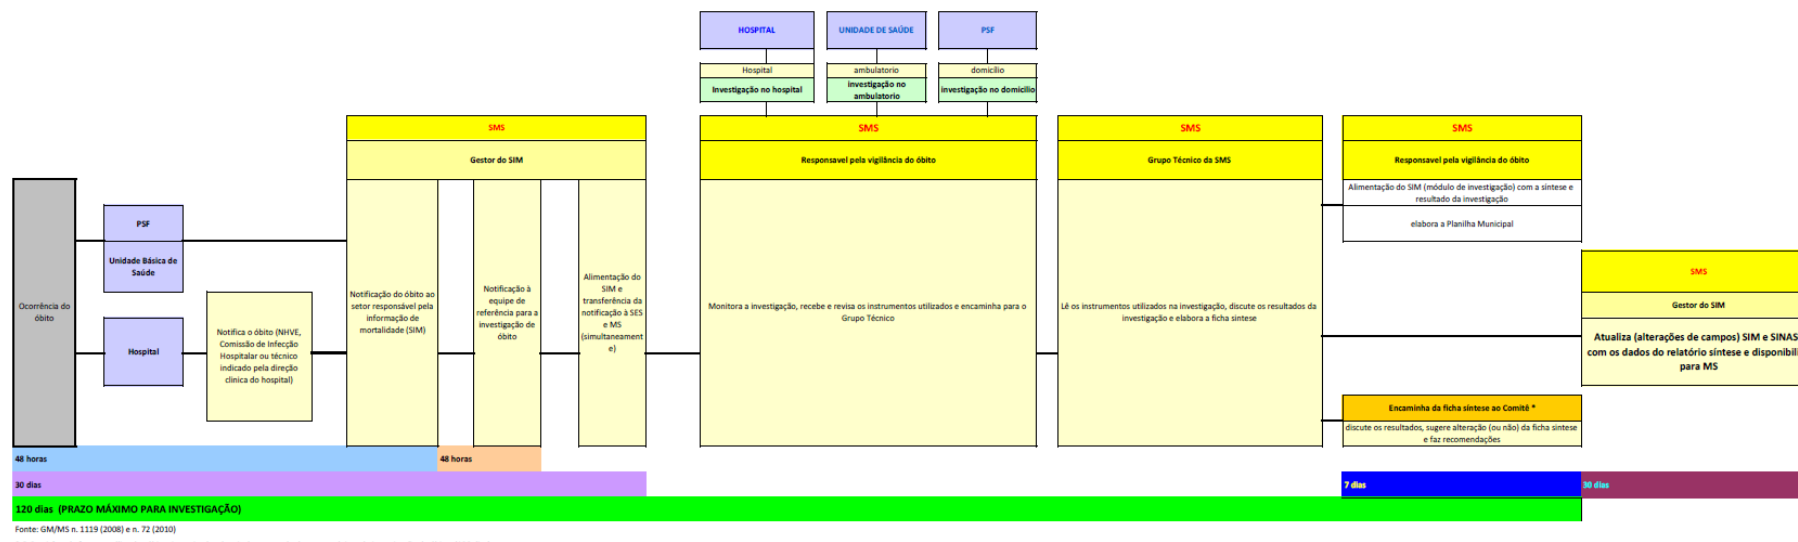 HOSPITAL
UNIDADE DE SAÚDE
PSF
Hospital
Investigação no hospital
ambulatorio
investigação no
ambulatorio
domicílio
investigação no domicílio
SMS
Gestor do SIM
SMS
Responsavel pela vigilância do óbito
SMS
Grupo Técnico da SMS
SMS
Responsavel pela vigilância do óbito
Alimentação do SIM (módulo de investigação) com a síntese e
resultado da investigação
elabora a Planilha Municipal
Ocorrência do
óbito
PSF
Unidade Básica de
Saúde
Hospital
Notifica o óbito (NHVE,
Comissão de Infecção
Hospitalar ou técnico
indicado pela direção
clínica do hospital)
Notificação do óbito ao
setor responsável pela
informação de
mortalidade (SIM)
Notificação à
equipe de
referência para a
investigação de
óbito
Alimentação do
SIM e
transferência da
notificação à SES
e MS
(simultaneament
e)
Monitora a investigação, recebe e revisa os instrumentos utilizados e encaminha para o
Grupo Técnico
Lê os instrumentos utilizados na investigação, discute os resultados da
investigação e elabora a ficha síntese
SMS
Gestor do SIM
Atualiza (alterações de campos) SIM e SINAS
com os dados do relatório síntese e disponibili
para MS
Encaminha da ficha síntese ao Comitê *
discute os resultados, sugere alteração (ou não) da ficha síntese
e faz recomendações
48 horas
48 horas
30 dias
7 dias
30 dias
120 dias (PRAZO MÁXIMO PARA INVESTIGAÇÃO)
Fonte: GM/MS n. 1119 (2008) e n. 72 (2010)